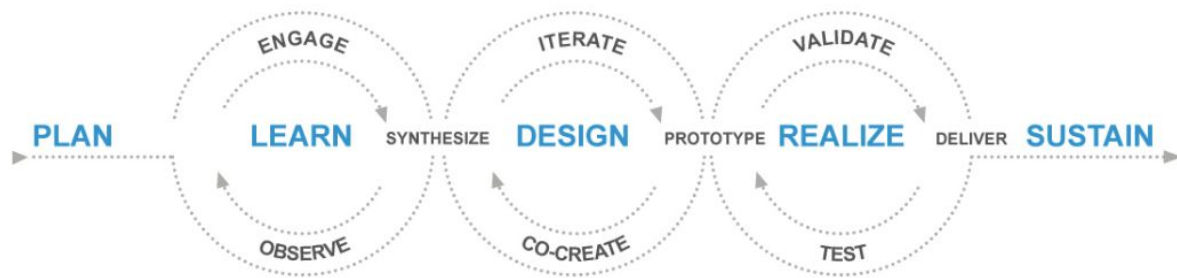 ENGAGE ITERATE VALIDATE
PLAN LEARN SYNTHESIZE DESIGN PROTOTYPE REALIZE DELIVER SUSTAIN
OBSERVE CO-CREATE TEST